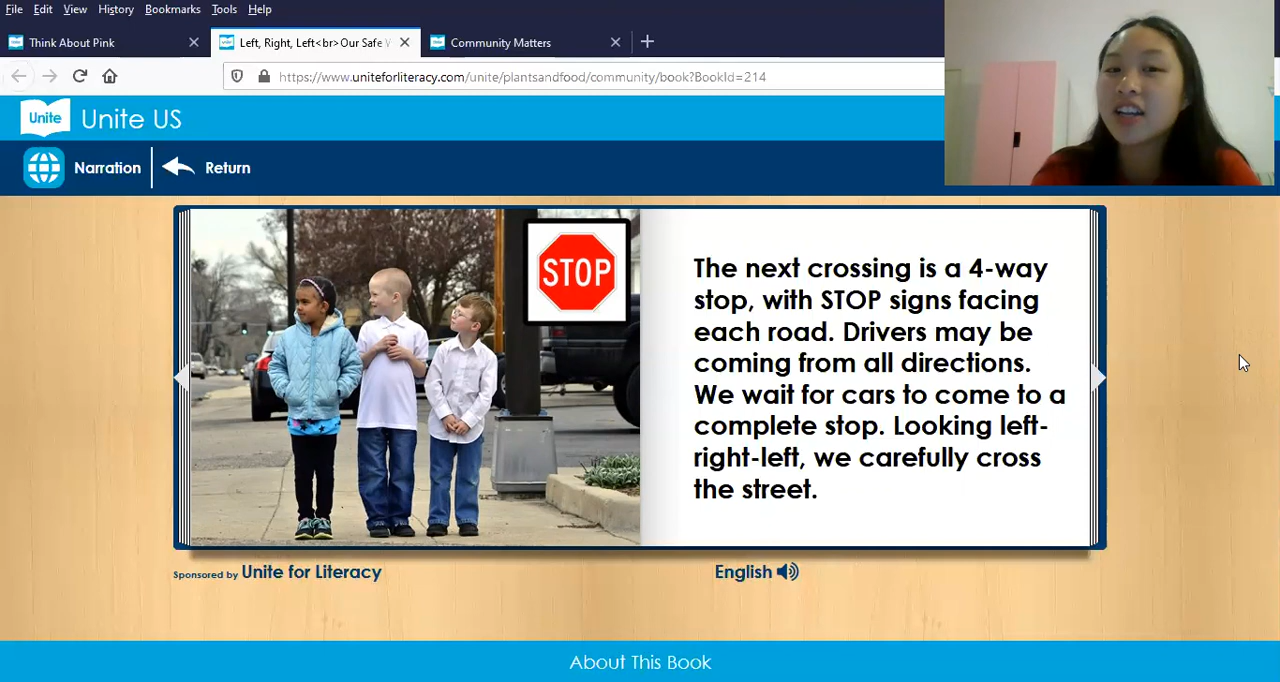 File Edit View History Bookmarks Tools Help
Think About Pink
Left, Right, Left<br>Our Safe
Community Matters
https://www.uniteforliteracy.com/unite/plantsandfood/community/book?BookId=214
Unite Unite US
Narration Return
STOP
The next crossing is a 4-way
stop, with STOP signs facing
each road. Drivers may be
coming from all directions.
We wait for cars to come to a
complete stop. Looking left-
right-left, we carefully cross
the street.
Sponsored by Unite for Literacy
English
About This Book